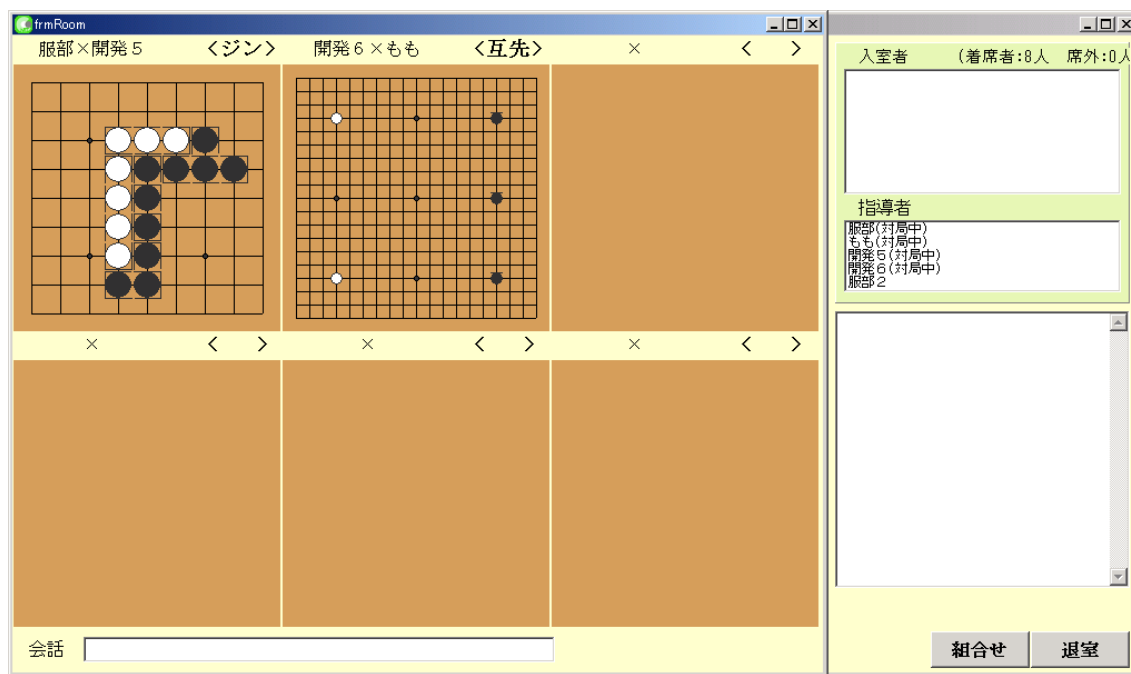 frmRoom
服部×開発5 <ジン> 開発6×もも <互先> × < >
× < > × < > × < >
会話
入室者 (着席者:8人 席外:0人
指導者
服部(対局中)
もも(対局中)
開発5(対局中)
開発6(対局中)
服部2
組合せ 退室